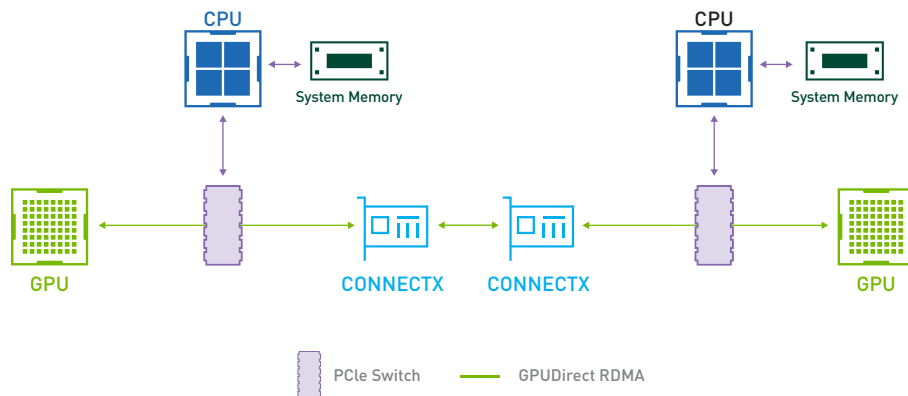 CPU
CPU
System Memory
System Memory
GPU
CONNECTX
CONNECTX
GPU
PCIe Switch
GPUDirect RDMA